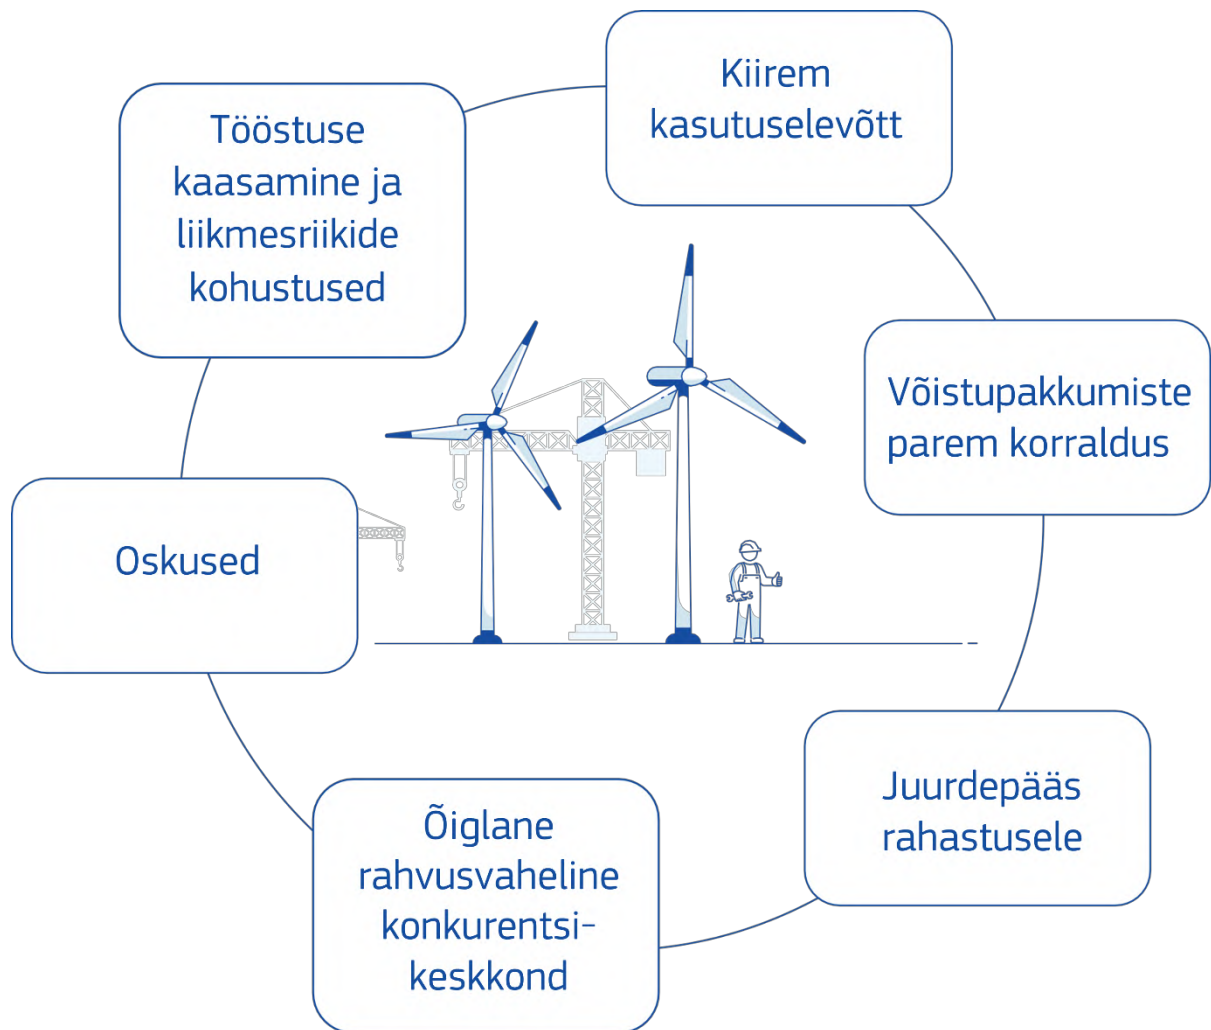 Kiirem
kasutuselevõtt
Tööstuse
kaasamine ja
liikmesriikide
kohustused
Võistupakkumiste
parem korraldus
Oskused
Juurdepääs
rahastusele
Õiglane
rahvusvaheline
konkurentsi-
keskkond